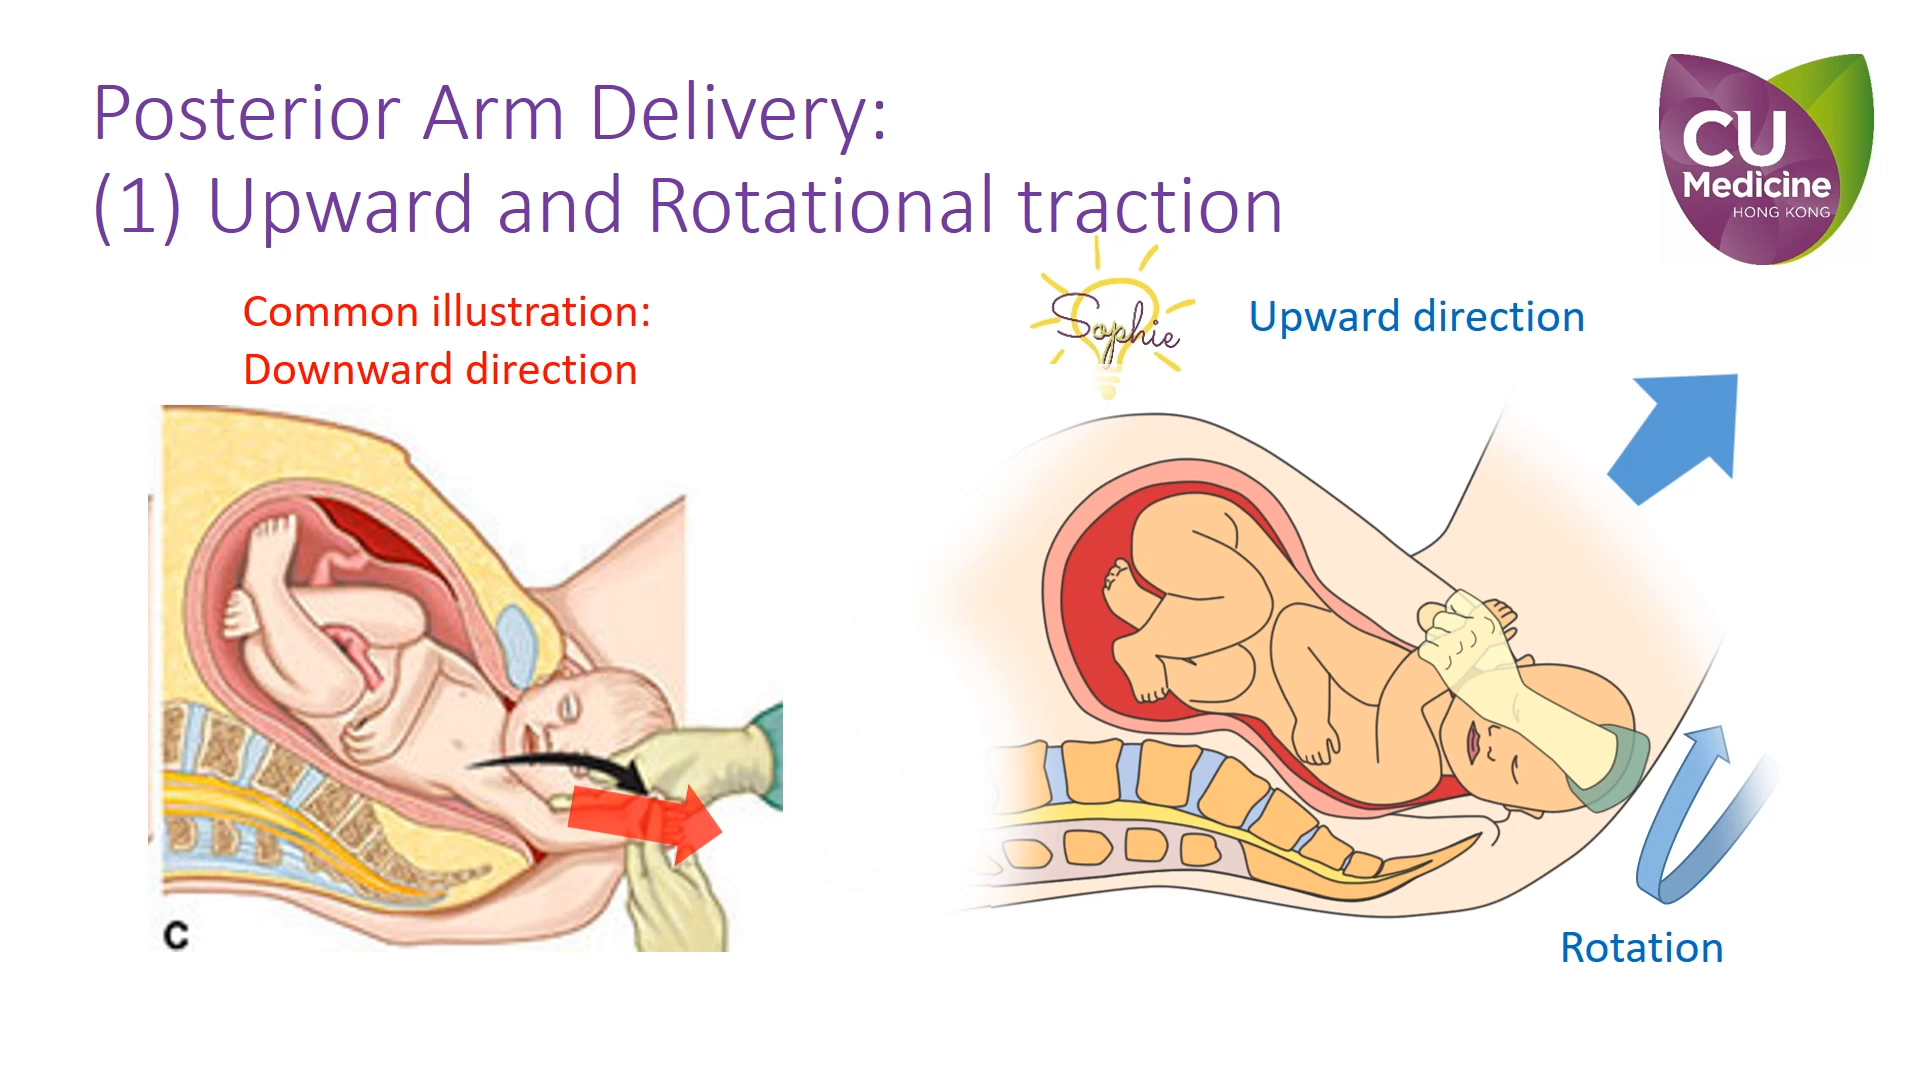 Posterior Arm Delivery:
(1) Upward and Rotational traction
CU
Medicine
HONG KONG
Common illustration:
Downward direction
Sophie
Upward direction
C
Rotation